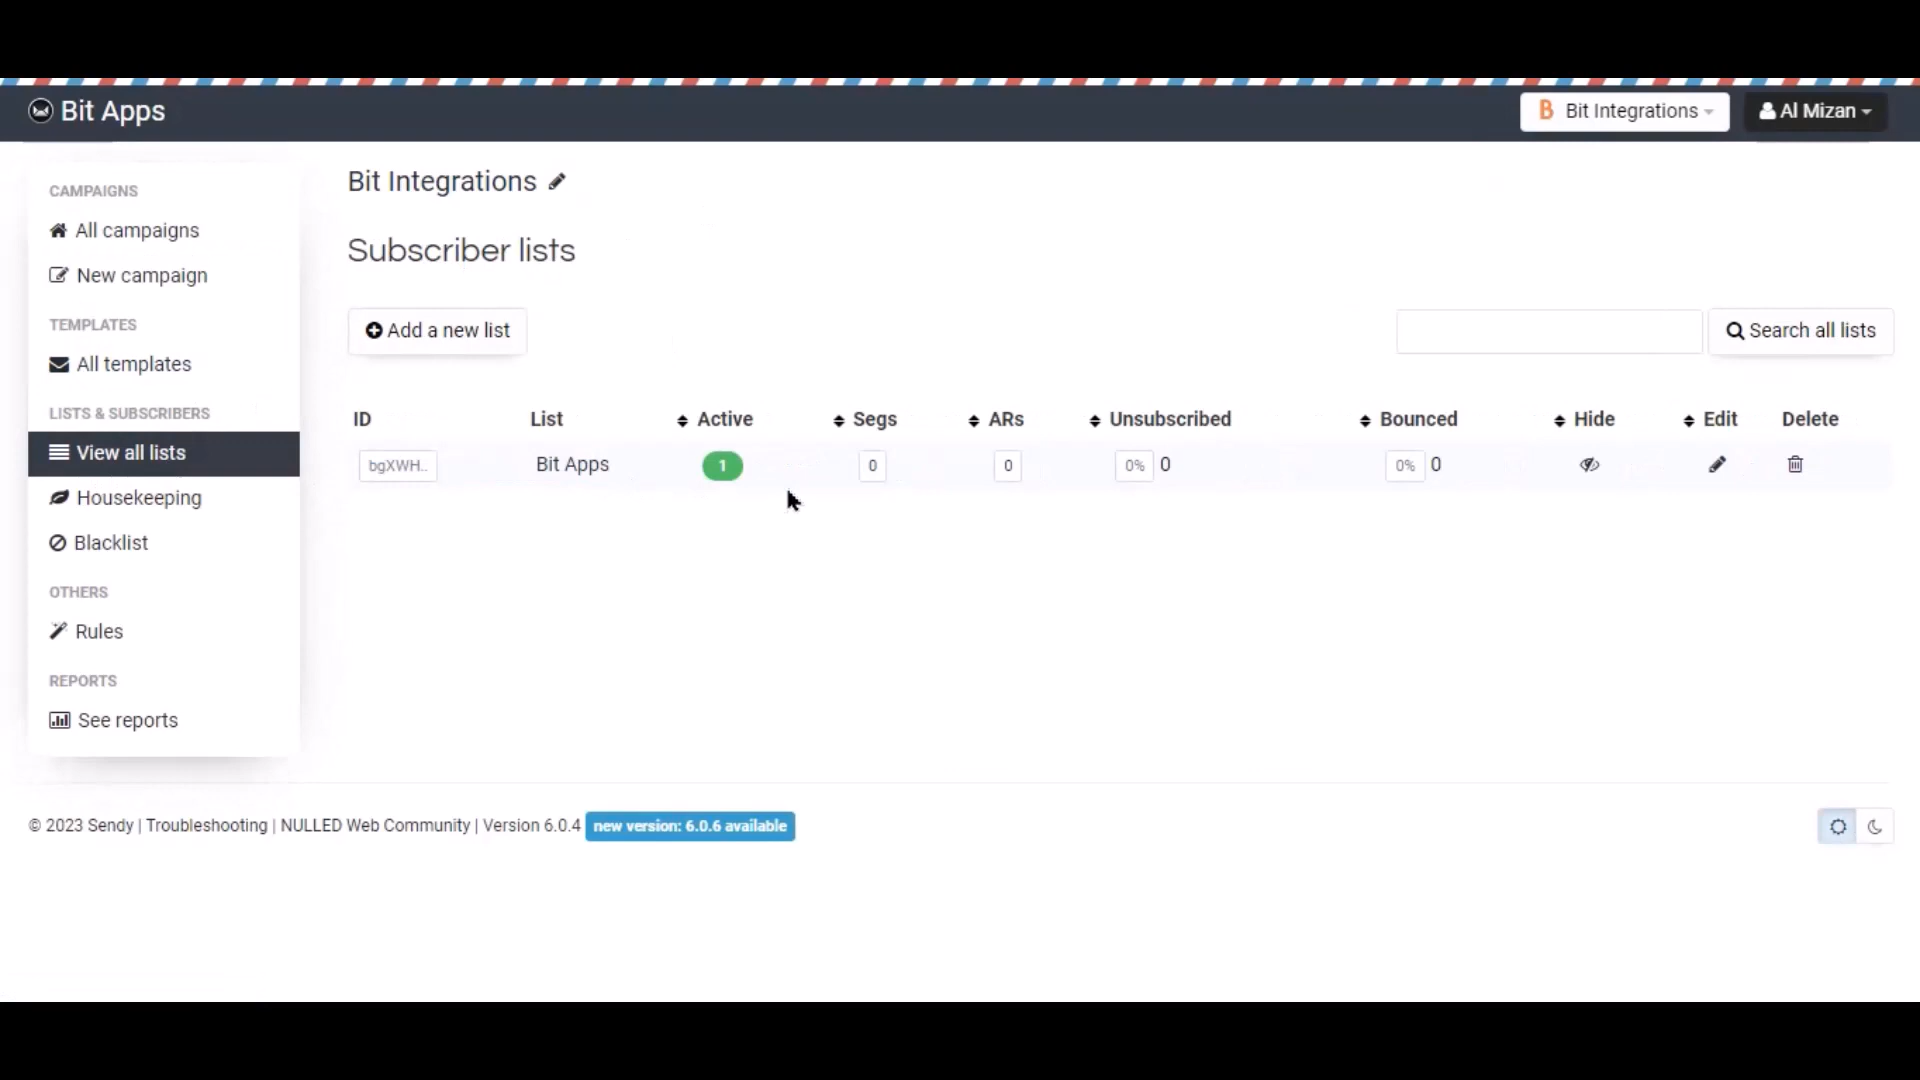 Bit Apps
B Bit Integrations
Al Mizan
CAMPAIGNS
All campaigns
New campaign
TEMPLATES
All templates
LISTS & SUBSCRIBERS
View all lists
Housekeeping
Blacklist
OTHERS
Rules
REPORTS
See reports
Bit Integrations
Subscriber lists
Add a new list
Search all lists
ID List Active Segs ARs Unsubscribed Bounced Hide Edit Delete
bgXWH.. Bit Apps 1 0 0 0% 0 0% 0
© 2023 Sendy | Troubleshooting | NULLED Web Community | Version 6.0.4 new version: 6.0.6 available